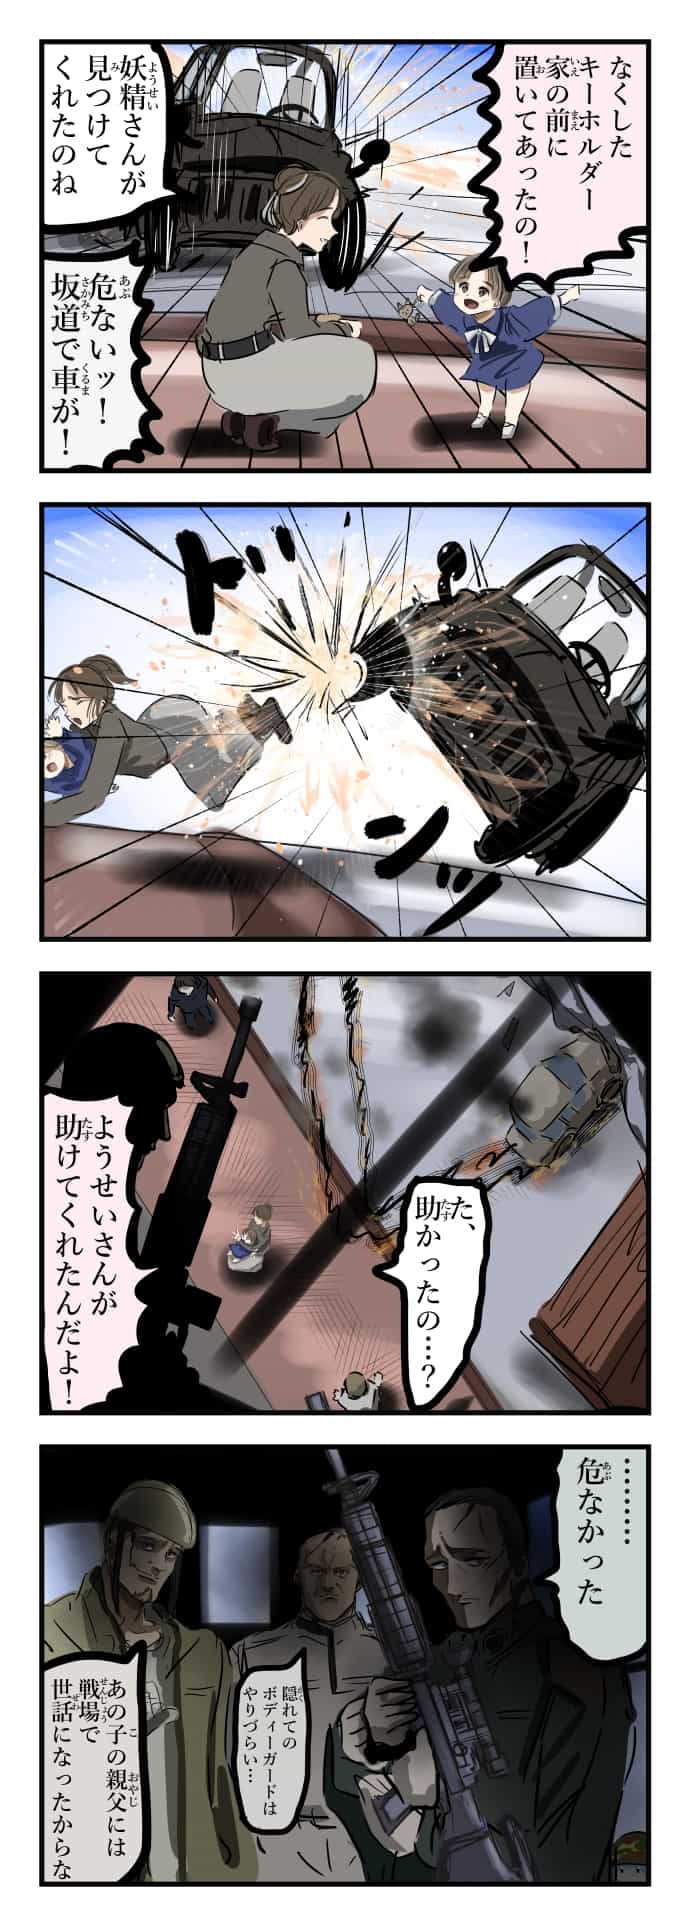 なくした
キーホルダー
家の前に
置いてあったの!
妖精さんが
見つけて
くれたのね
危ないッ!
坂道で車が!
ドドンッ
た、
助かったの…?
ようせいさんが
助けてくれたんだよ!
………
危なかった
隠れての
ボディーガードは
やりづらい…
あの子の親父には
戦場で
世話になったからな